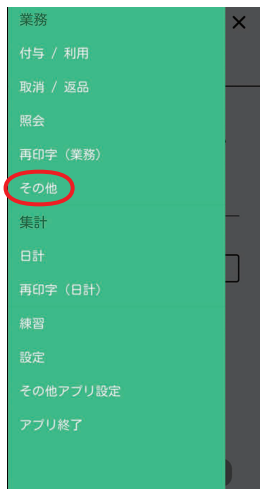 業務
付与 / 利用
取消 / 返品
照会
再印字（業務）
その他
集計
日計
再印字（日計）
練習
設定
その他アプリ設定
アプリ終了